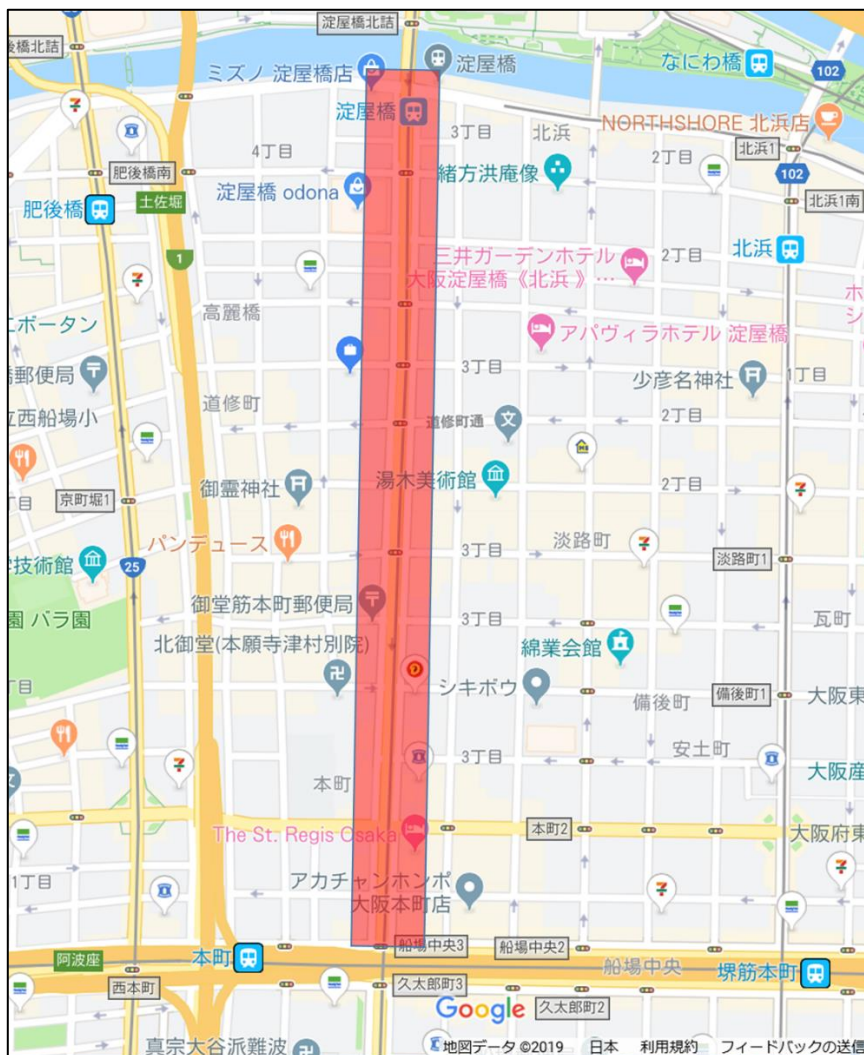 淀屋橋北詰
後橋北詰
ミズノ 淀屋橋店
淀屋橋
なにわ橋
102
淀屋橋
3丁目
北浜
NORTHSHORE 北浜店
4丁目
肥後橋南
2丁目
北浜1
102
土佐堀
肥後橋
淀屋橋 odona
緒方洪庵像
北浜1南
1
三井ガーデンホテル
大阪淀屋橋《北浜 》…
2丁目
北浜
高麗橋
アパヴィラホテル 淀屋橋
ニボータン
橋郵便局
3丁目
少彦名神社
1丁目
道修町
立西船場小
道修町通
文
2丁目
京町堀1
御霊神社
湯木美術館
2丁目
パンデュース
3丁目
淡路町
淡路町1
学技術館
25
園 バラ園
御堂筋本町郵便局
3丁目
瓦町
北御堂(本願寺津村別院)
綿業会館
シキボウ
備後町
備後町1
大阪東
3丁目
安土町
大阪産
本町
The St. Regis Osaka
本町2
大阪府東
1丁目
アカチャンホンポ
大阪本町店
阿波座
本町
船場中央3
船場中央2
船場中央
堺筋本町
西本町
久太郎町3
Google
久太郎町2
真宗大谷派難波
地図データ ©2019 日本 利用規約 フィードバックの送信